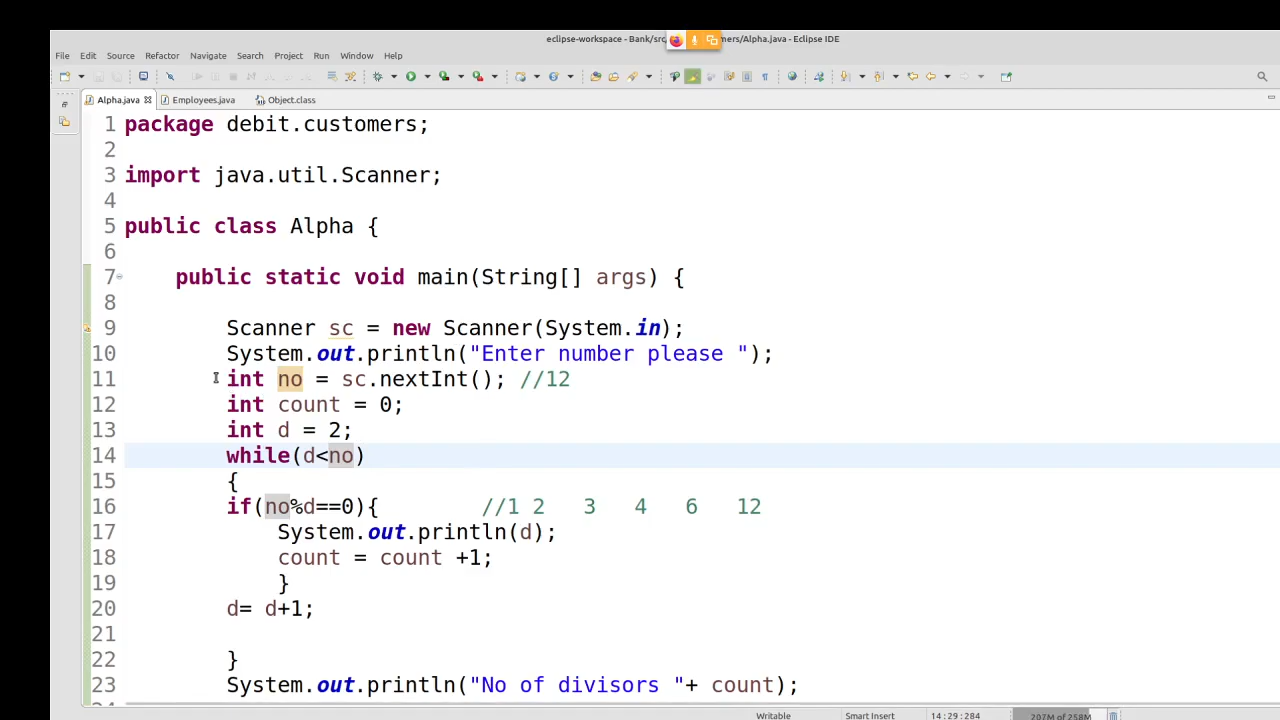 eclipse-workspace - Bank/src mers/Alpha.java - Eclipse IDE
File Edit Source Refactor Navigate Search Project Run Window Help
Alpha.java Employees.java Object.class
1 package debit.customers;
2
3 import java.util.Scanner;
4
5 public class Alpha {
6
7 public static void main(String[] args) {
8
9 Scanner sc = new Scanner(System.in);
10 System.out.println("Enter number please ");
11 int no = sc.nextInt(); //12
12 int count = 0;
13 int d = 2;
14 while(d<no)
15 {
16 if(no%d==0){ //1 2 3 4 6 12
17 System.out.println(d);
18 count = count +1;
19 }
20 d= d+1;
21
22 }
23 System.out.println("No of divisors "+ count);
Writable Smart Insert 14:29:284 207M of 258M